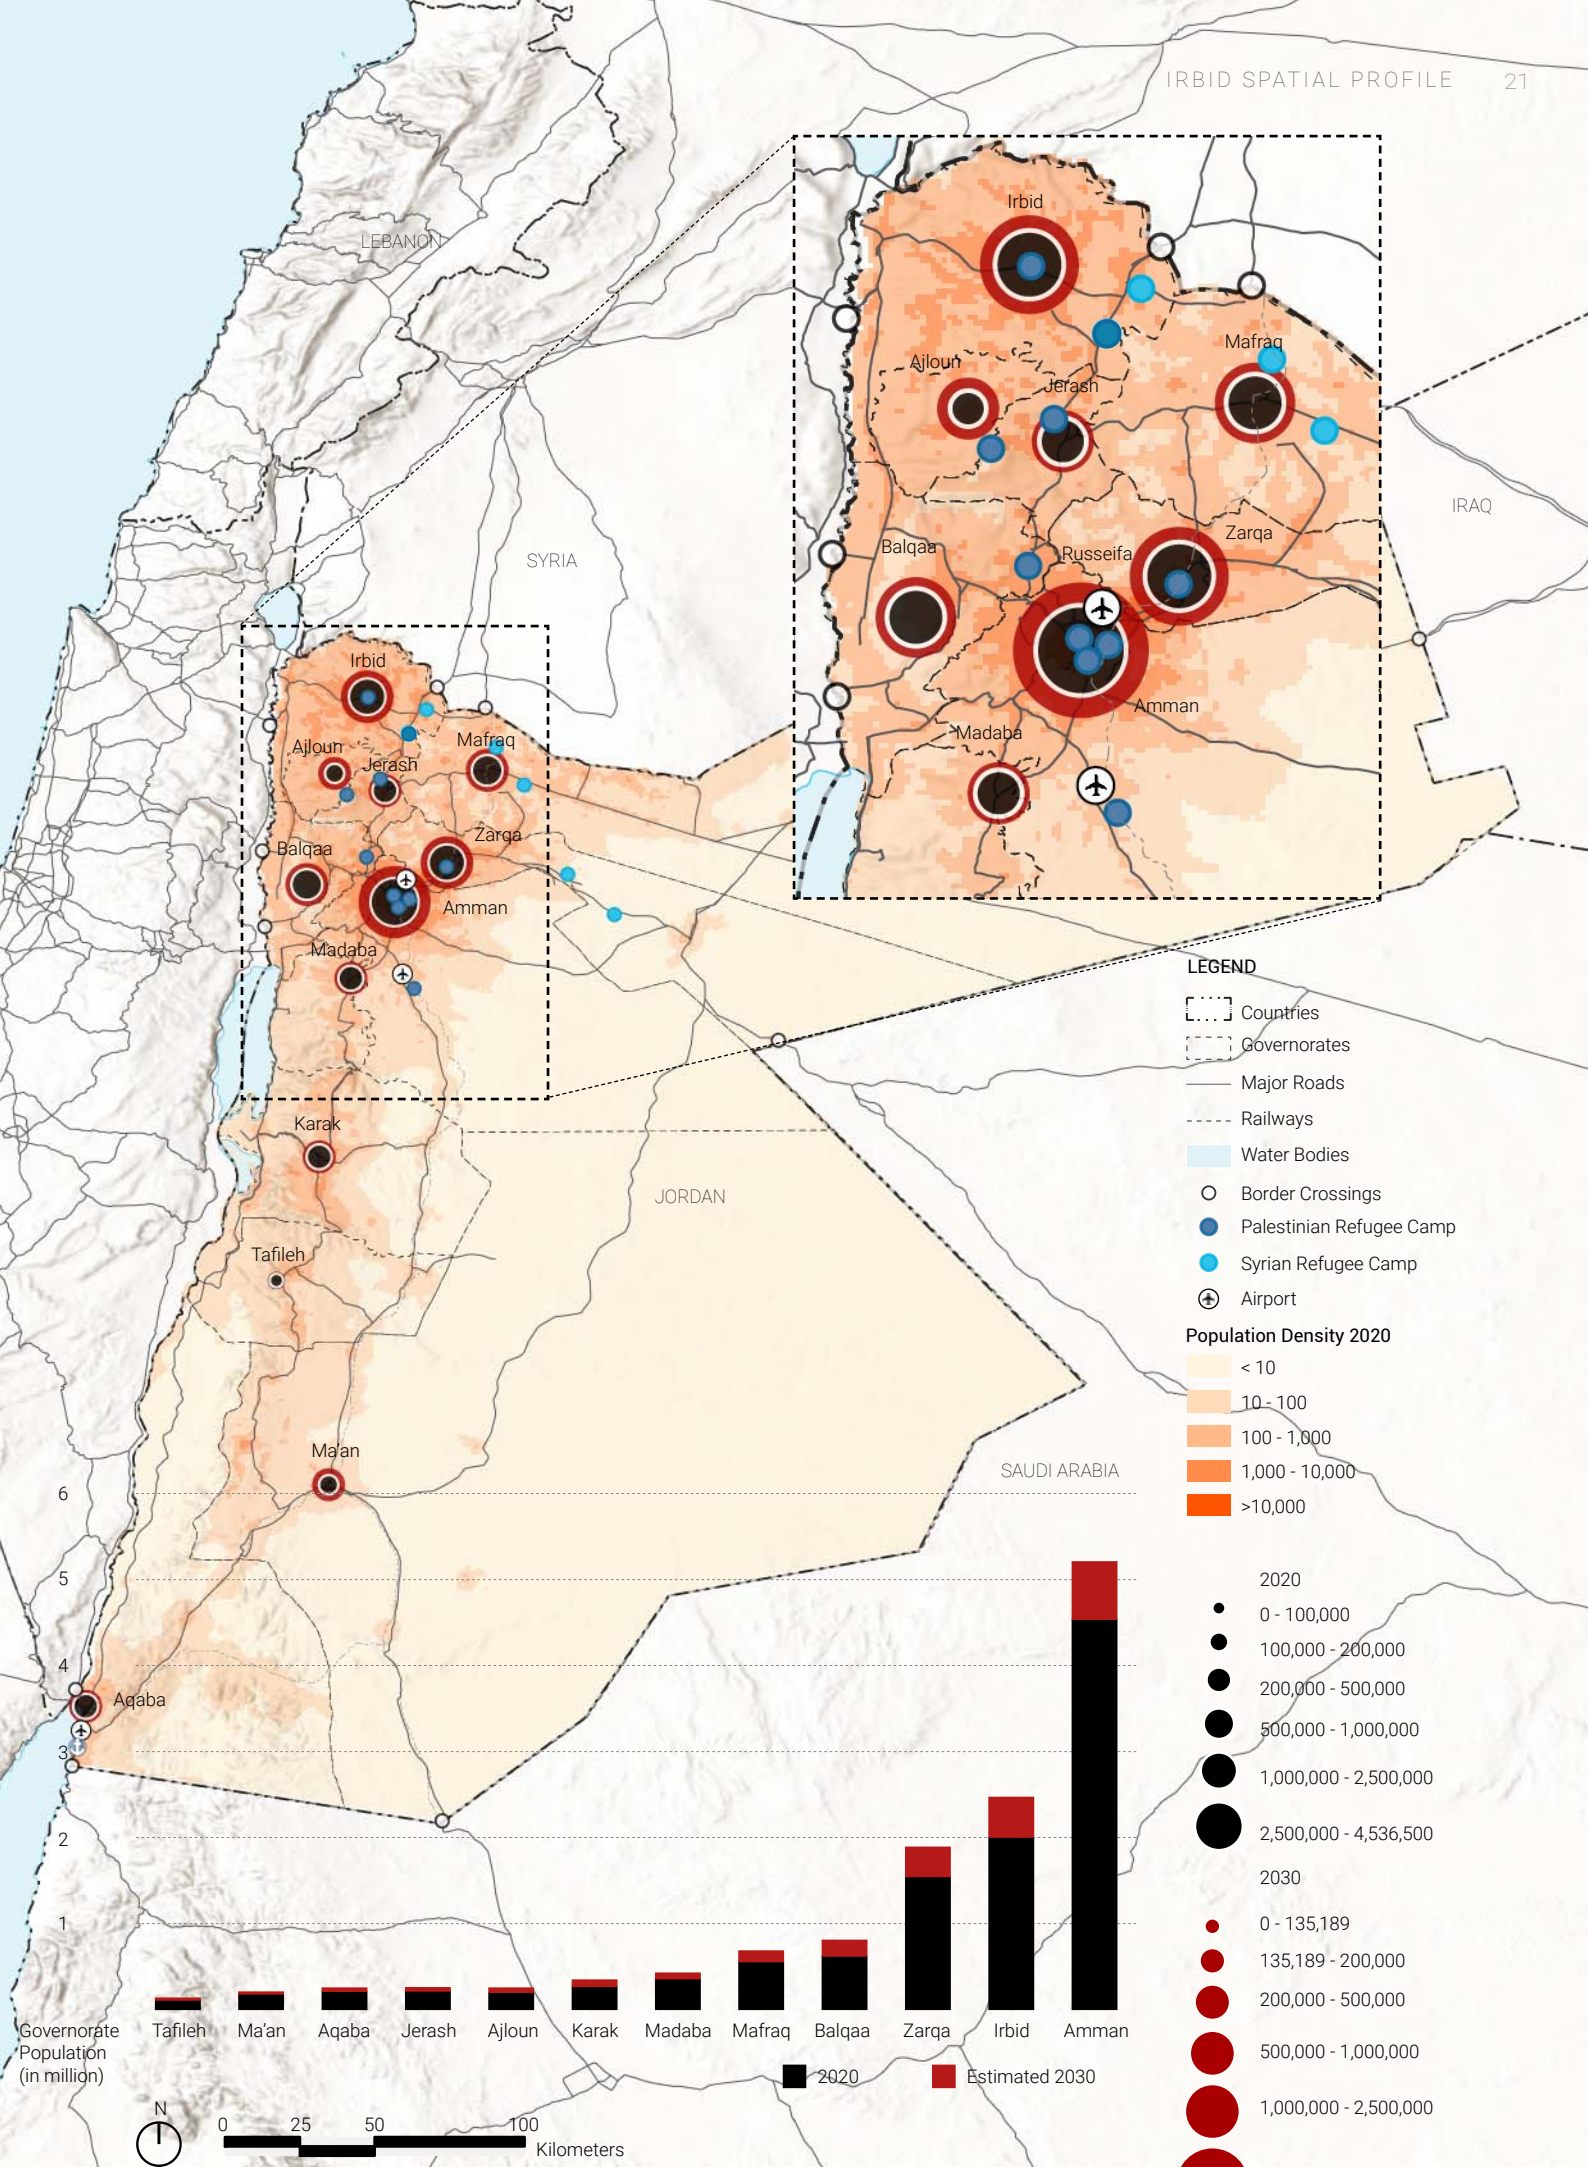 IRBID SPATIAL PROFILE 21
LEBANON
SYRIA
IRAQ
JORDAN
SAUDI ARABIA
Irbid
Ajloun
Jerash
Mafraq
Balqaa
Russeifa
Zarqa
Amman
Madaba
Irbid
Ajloun
Jerash
Mafraq
Balqaa
Zarqa
Amman
Madaba
Karak
Tafileh
Ma'an
Aqaba
LEGEND
Countries
Governorates
Major Roads
Railways
Water Bodies
Border Crossings
Palestinian Refugee Camp
Syrian Refugee Camp
Airport
Population Density 2020
< 10
10 - 100
100 - 1,000
1,000 - 10,000
>10,000
2020
0 - 100,000
100,000 - 200,000
200,000 - 500,000
500,000 - 1,000,000
1,000,000 - 2,500,000
2,500,000 - 4,536,500
2030
0 - 135,189
135,189 - 200,000
200,000 - 500,000
500,000 - 1,000,000
1,000,000 - 2,500,000
6
5
4
3
2
1
Governorate
Population
(in million)
Tafileh Ma'an Aqaba Jerash Ajloun Karak Madaba Mafraq Balqaa Zarqa Irbid Amman
2020 Estimated 2030
N
0 25 50 100
Kilometers